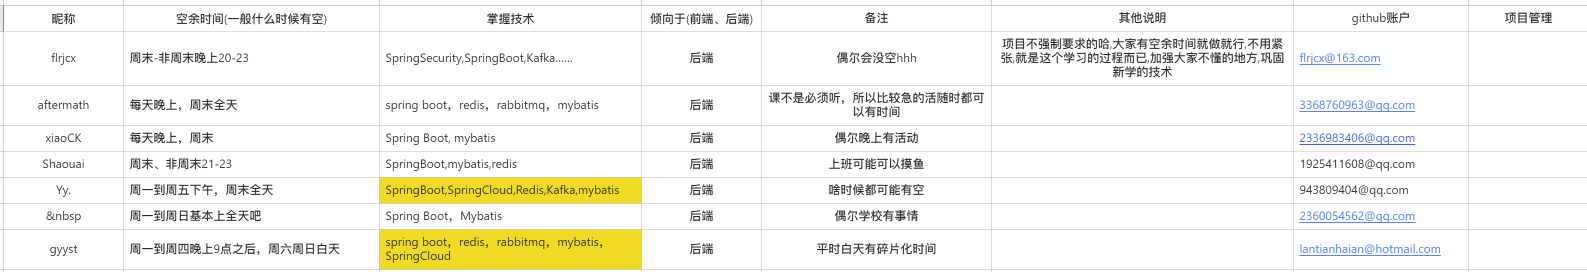 昵称 空余时间(一般什么时候有空) 掌握技术 倾向于(前端、后端) 备注 其他说明 github账户 项目管理
flrjcx 周末-非周末晚上20-23 SpringSecurity,SpringBoot,Kafka...... 后端 偶尔会没空hhh 项目不强制要求的哈,大家有空余时间就做就行,不用紧
张,就是这个学习的过程而已,加强大家不懂的地方,巩固
新学的技术 flrjcx@163.com
aftermath 每天晚上，周末全天 spring boot，redis，rabbitmq，mybatis 后端 课不是必须听，所以比较急的活随时都可
以有时间 3368760963@qq.com
xiaoCK 每天晚上，周末 Spring Boot, mybatis 后端 偶尔晚上有活动 2336983406@qq.com
Shaouai 周末、非周末21-23 SpringBoot,mybatis,redis 后端 上班可能可以摸鱼 1925411608@qq.com
Yy. 周一到周五下午，周末全天 SpringBoot,SpringCloud,Redis,Kafka,mybatis 后端 啥时候都可能有空 943809404@qq.com
&nbsp 周一到周日基本上全天吧 Spring Boot，Mybatis 后端 偶尔学校有事情 2360054562@qq.com
gyyst 周一到周四晚上9点之后，周六周日白天 spring boot，redis，rabbitmq，mybatis，
SpringCloud 后端 平时白天有碎片化时间 lantianhaian@hotmail.com